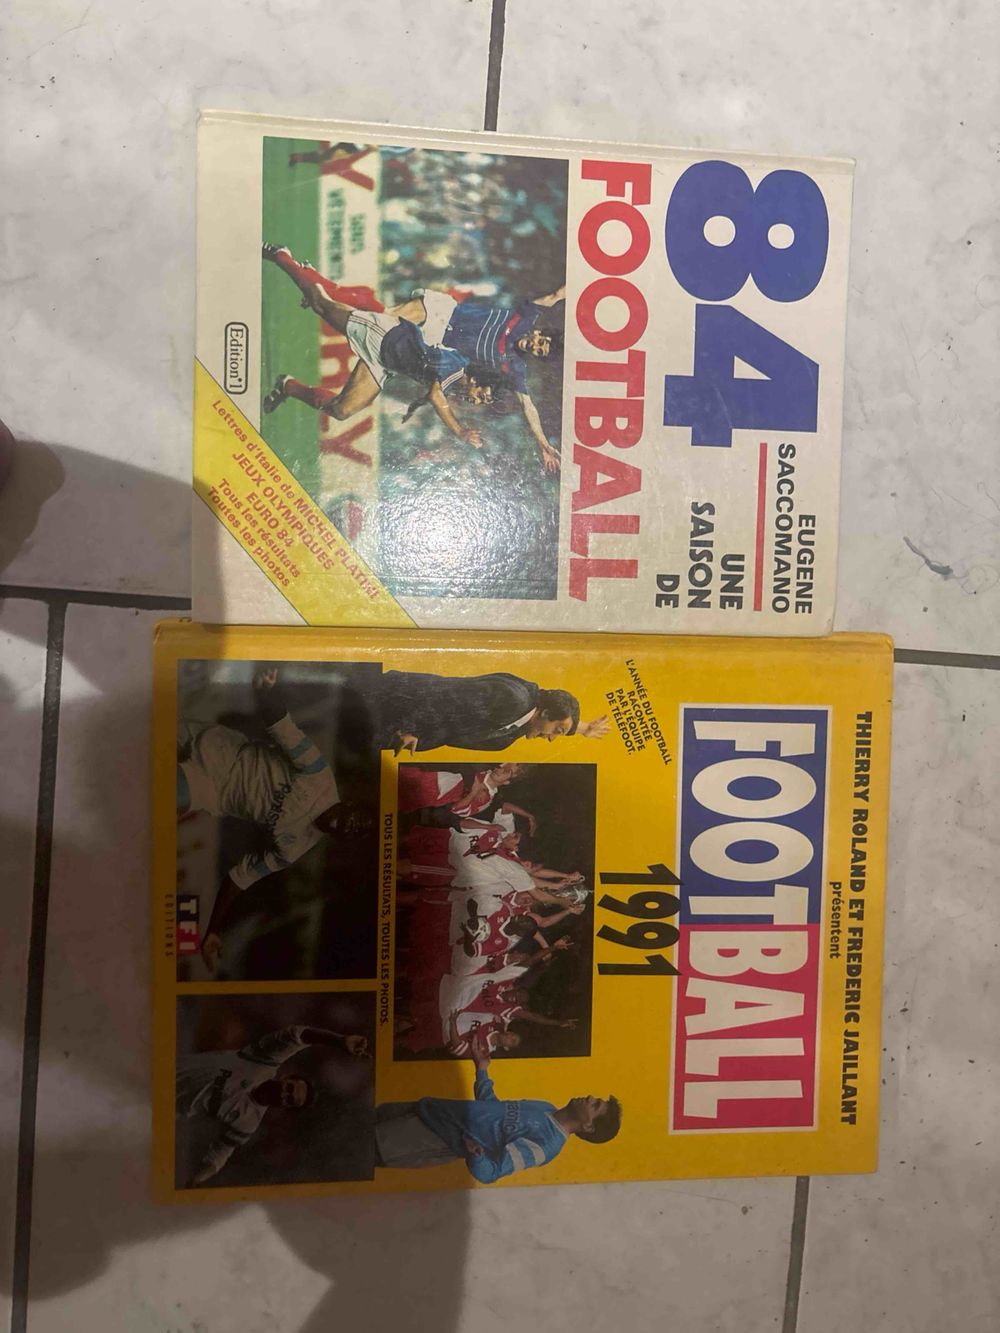 EUGENE
SACCOMANO
84
UNE
SAISON
DE
FOOTBALL
Lettres d'Italie de MICHEL PLATINI
JEUX OLYMPIQUES
EURO 84
Tous les résultats
Toutes les photos
Edition°1
THIERRY ROLAND ET FREDERIC JAILLANT
présentent
FOOTBALL
1991
L'ANNÉE DU FOOTBALL
RACONTÉE
PAR L'ÉQUIPE
DE TÉLÉFOOT.
TOUS LES RÉSULTATS, TOUTES LES PHOTOS.
TF1
EDITIONS